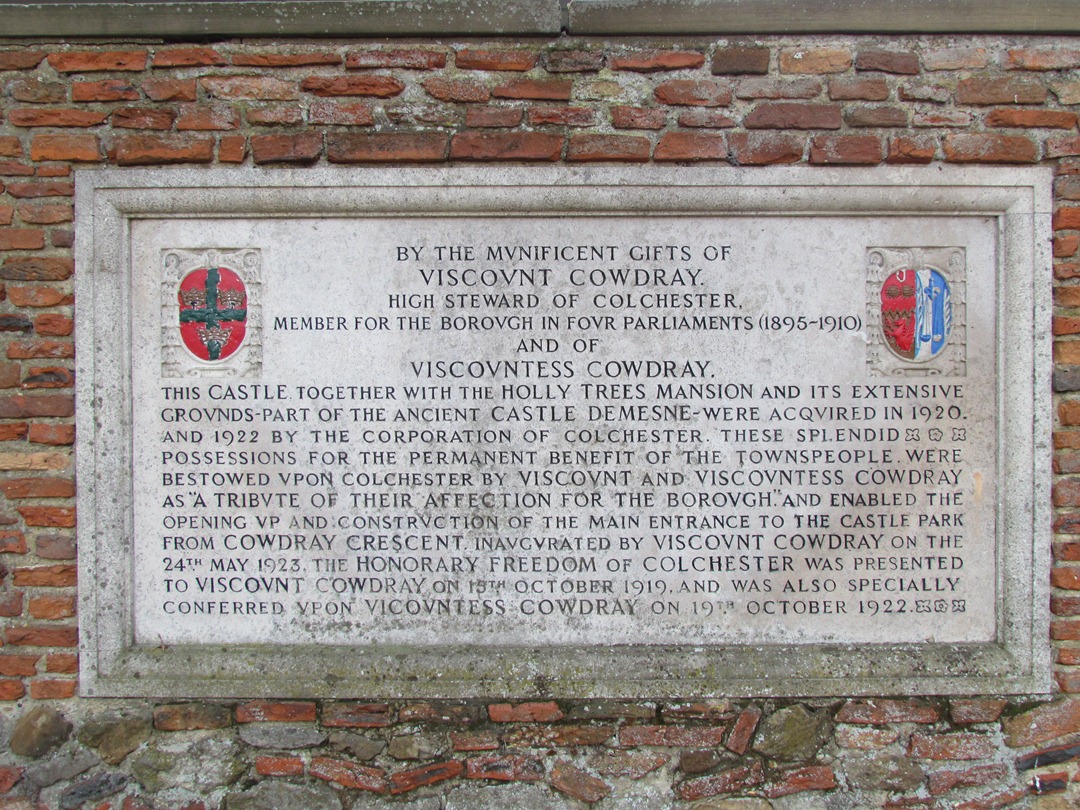 BY THE MVNIFICENT GIFTS OF
VISCOVNT COWDRAY.
HIGH STEWARD OF COLCHESTER.
MEMBER FOR THE BOROVGH IN FOVR PARLIAMENTS (1895~1910)
AND OF
VISCOVNTESS COWDRAY.
THIS CASTLE. TOGETHER WITH THE HOLLY TREES MANSION AND ITS EXTENSIVE
GROVNDS-PART OF THE ANCIENT CASTLE DEMESNE-WERE ACQVIRED IN 1920.
AND 1922 BY THE CORPORATION OF COLCHESTER. THESE SPLENDID
POSSESSIONS FOR THE PERMANENT BENEFIT OF THE TOWNSPEOPLE. WERE
BESTOWED VPON COLCHESTER BY VISCOVNT AND VISCOVNTESS COWDRAY
AS "A TRIBVTE OF THEIR AFFECTION FOR THE BOROVGH". AND ENABLED THE
OPENING VP AND CONSTRVCTION OF THE MAIN ENTRANCE TO THE CASTLE PARK
FROM COWDRAY CRESCENT. INAVGVRATED BY VISCOVNT COWDRAY ON THE
24TH MAY 1923. THE HONORARY FREEDOM OF COLCHESTER WAS PRESENTED
TO VISCOVNT COWDRAY ON 15TH OCTOBER 1919. AND WAS ALSO SPECIALLY
CONFERRED VPON VICOVNTESS COWDRAY ON 19TH OCTOBER 1922.